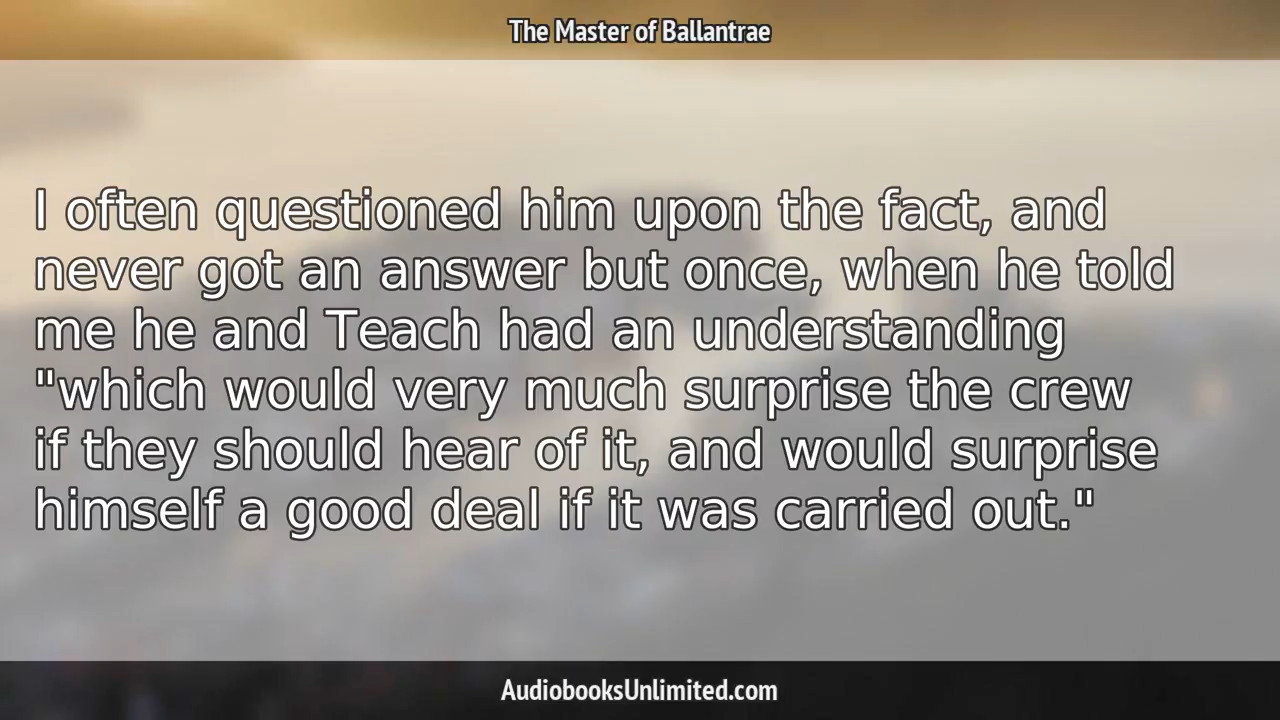 The Master of Ballantrae
I often questioned him upon the fact, and
never got an answer but once, when he told
me he and Teach had an understanding
"which would very much surprise the crew
if they should hear of it, and would surprise
himself a good deal if it was carried out."
AudiobooksUnlimited.com